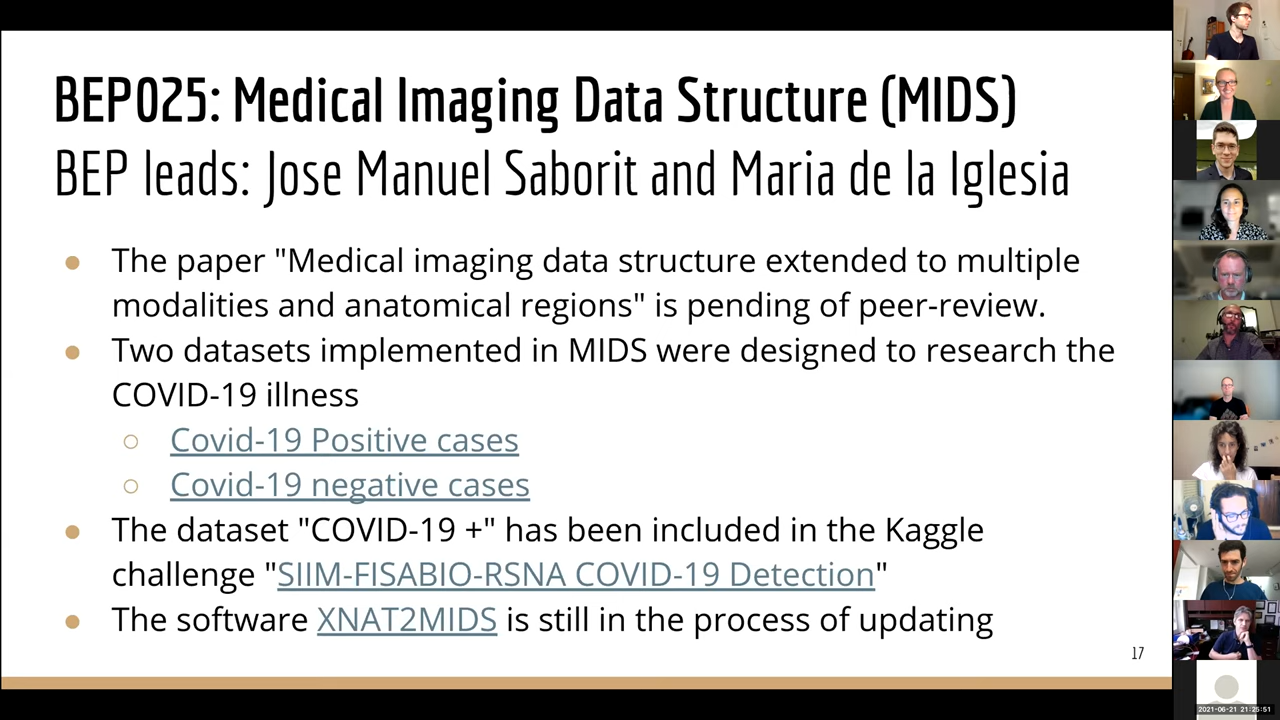 BEP025: Medical Imaging Data Structure (MIDS)
BEP leads: Jose Manuel Saborit and Maria de la Iglesia
● The paper "Medical imaging data structure extended to multiple
modalities and anatomical regions" is pending of peer-review.
● Two datasets implemented in MIDS were designed to research the
COVID-19 illness
○ Covid-19 Positive cases
○ Covid-19 negative cases
● The dataset "COVID-19 +" has been included in the Kaggle
challenge "SIIM-FISABIO-RSNA COVID-19 Detection"
● The software XNAT2MIDS is still in the process of updating
17
2021-06-21 21:25:51